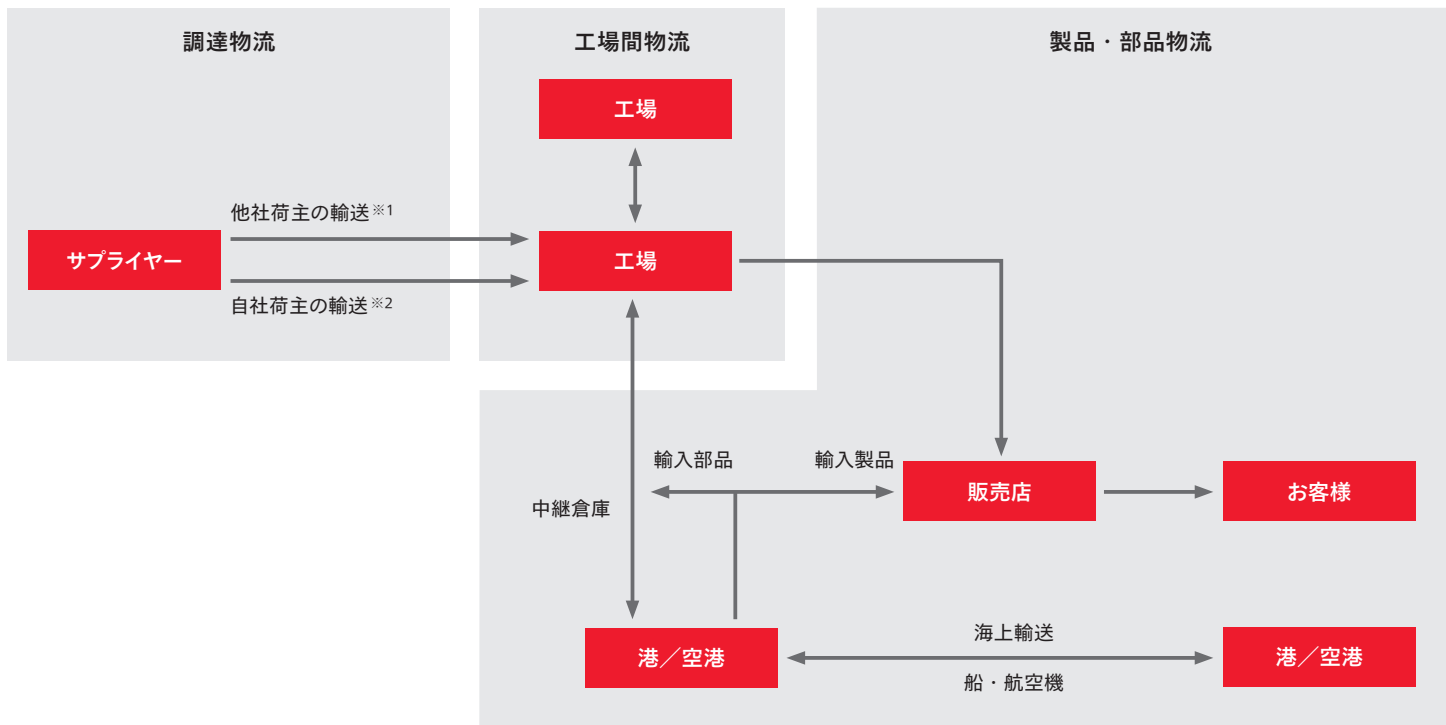 調達物流
工場間物流
製品・部品物流
工場
他社荷主の輸送※1
サプライヤー
工場
自社荷主の輸送※2
輸入部品
輸入製品
中継倉庫
販売店
お客様
海上輸送
港／空港
港／空港
船・航空機